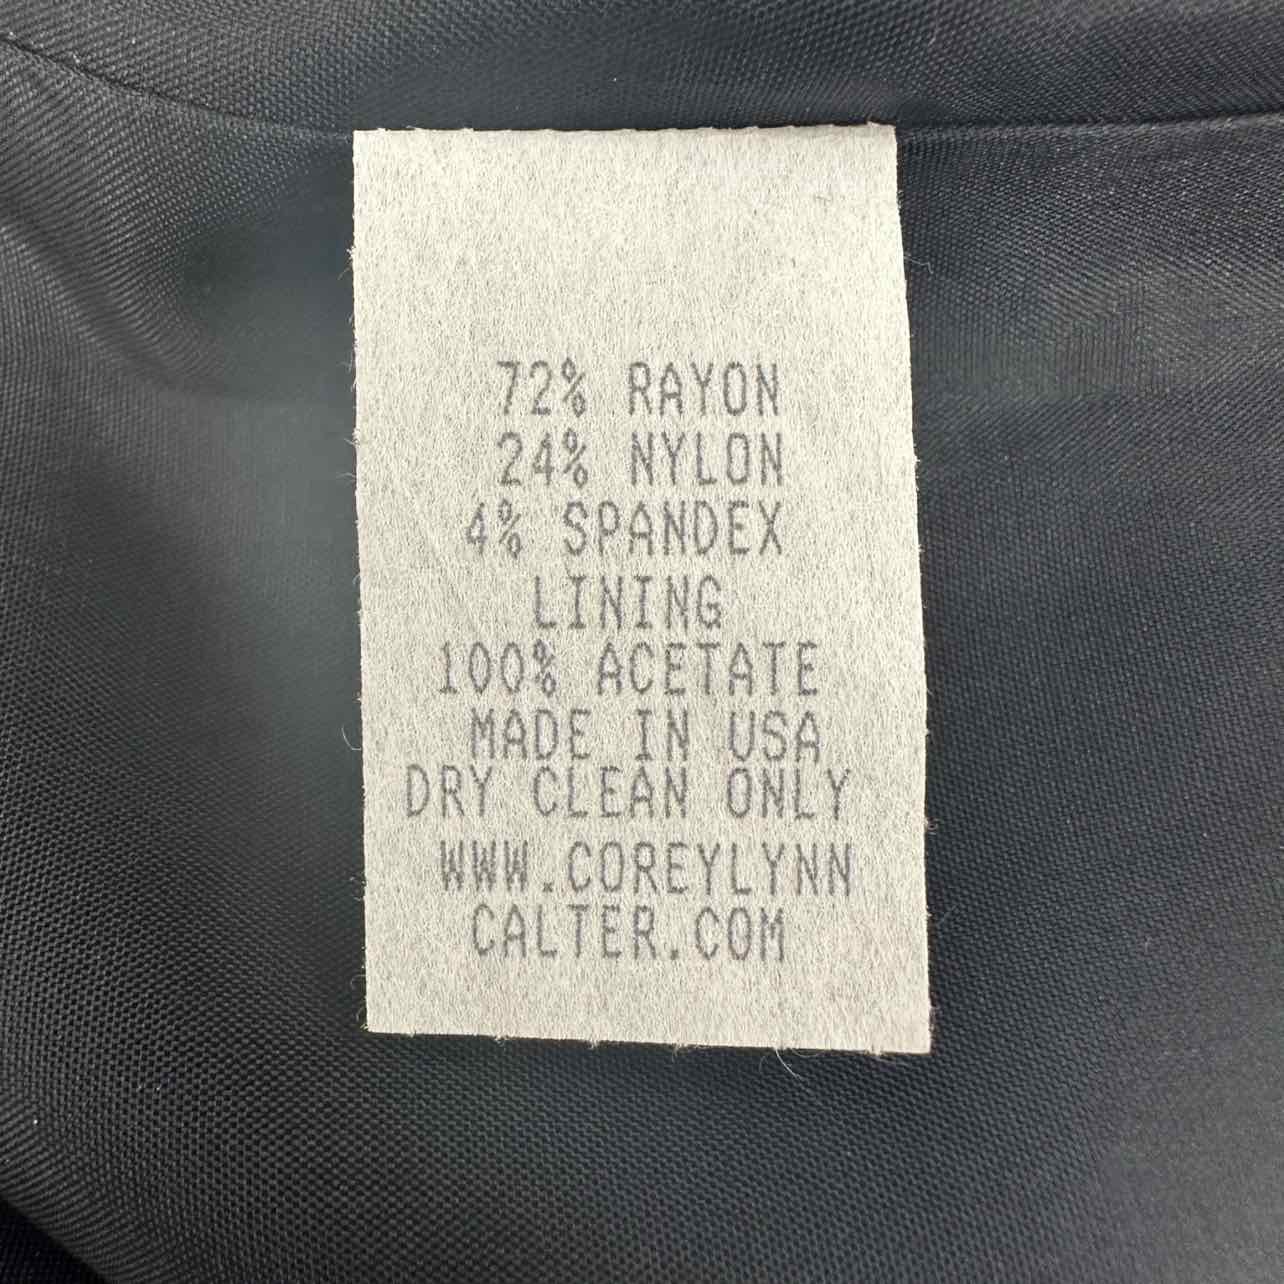 72% RAYON
24% NYLON
4% SPANDEX
LINING
100% ACETATE
MADE IN USA
DRY CLEAN ONLY
WWW.COREYLYNN
CALTER.COM